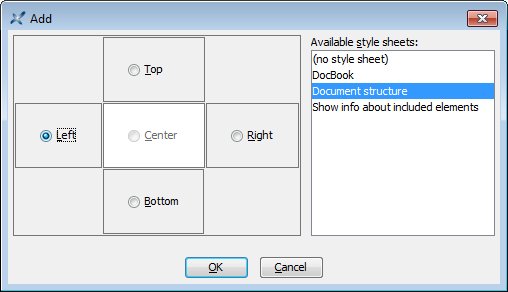 Add
Available style sheets:
Top
Left
Center
Right
Bottom
(no style sheet)
DocBook
Document structure
Show info about included elements
OK
Cancel